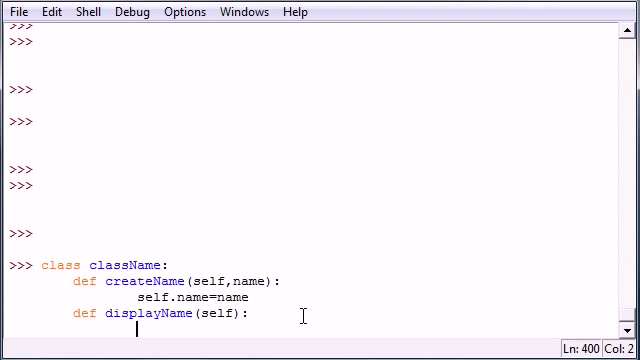 File Edit Shell Debug Options Windows Help
>>>
>>>
>>>
>>>
>>>
>>>
>>>
>>> class className:
def createName(self,name):
self.name=name
def displayName(self):
Ln: 400 Col: 2